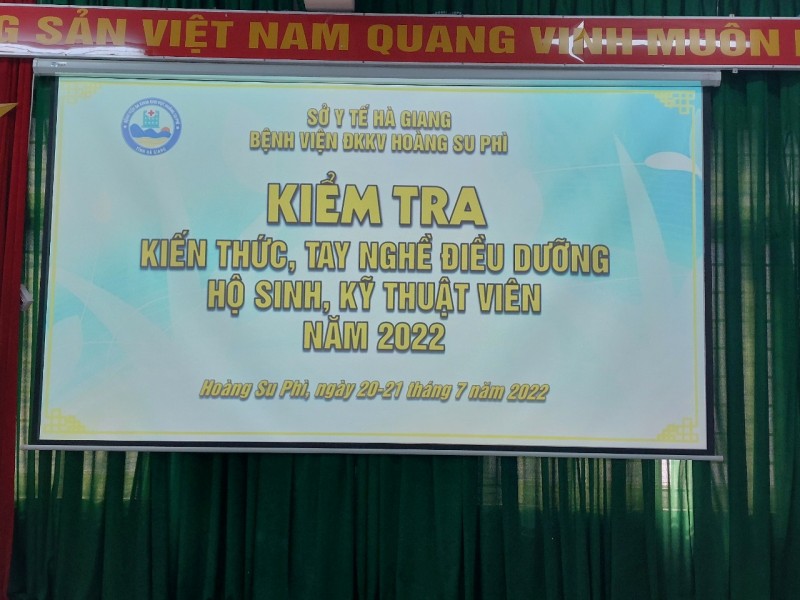 SẢN VIỆT NAM QUANG VINH MUÔN
SỞ Y TẾ HÀ GIANG
BỆNH VIỆN ĐKKV HOÀNG SU PHÌ
KIỂM TRA
KIẾN THỨC, TAY NGHỀ ĐIỀU DƯỠNG
HỘ SINH, KỸ THUẬT VIÊN
NĂM 2022
Hoàng Su Phì, ngày 20-21 tháng 7 năm 2022